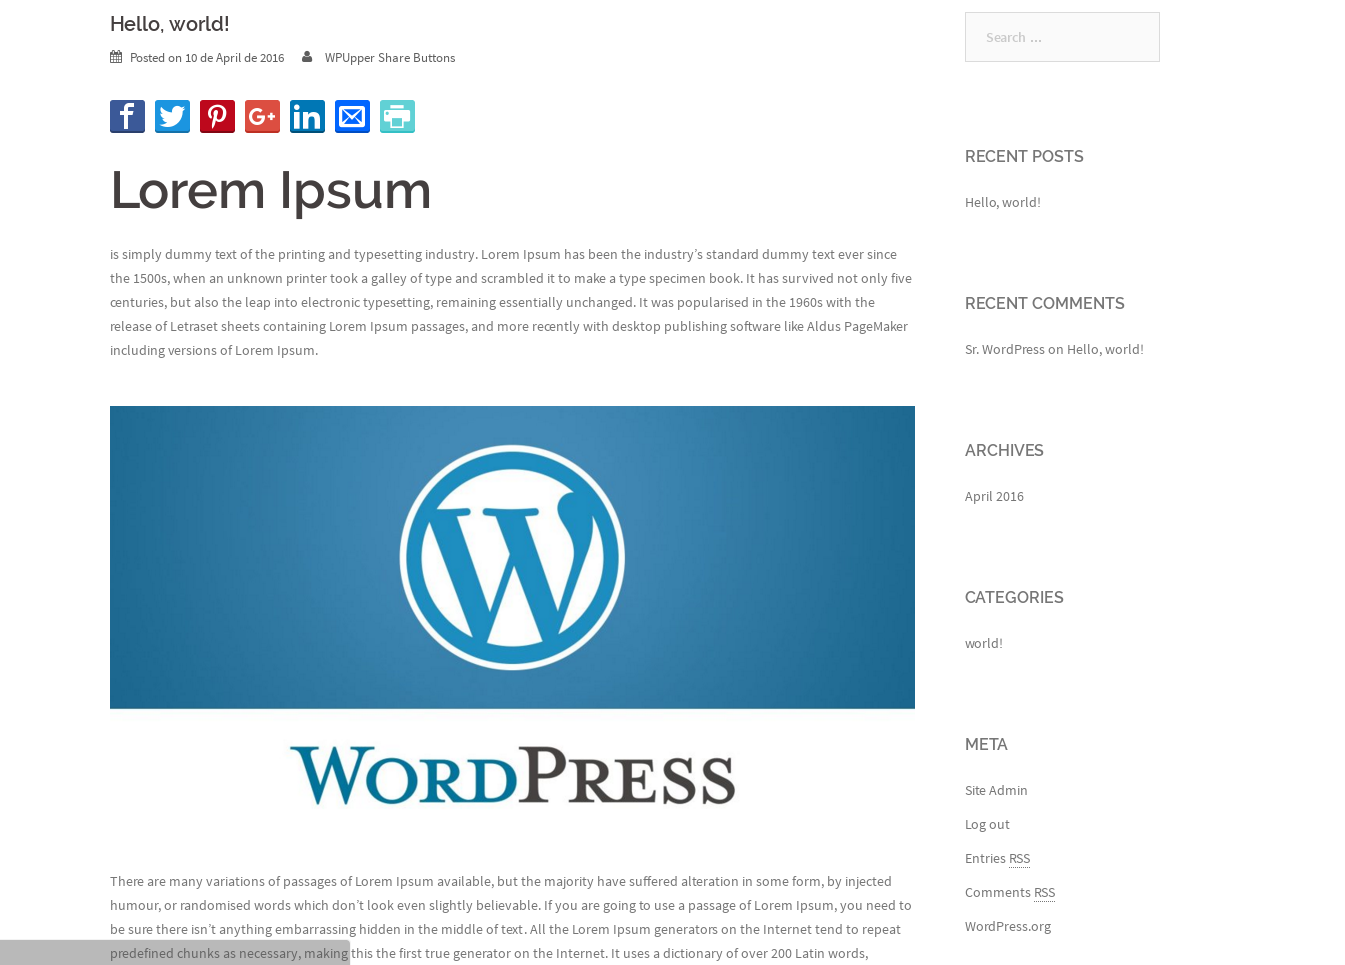 Hello, world!
Posted on 10 de April de 2016 WPUpper Share Buttons
Lorem Ipsum
is simply dummy text of the printing and typesetting industry. Lorem Ipsum has been the industry’s standard dummy text ever since
the 1500s, when an unknown printer took a galley of type and scrambled it to make a type specimen book. It has survived not only five
centuries, but also the leap into electronic typesetting, remaining essentially unchanged. It was popularised in the 1960s with the
release of Letraset sheets containing Lorem Ipsum passages, and more recently with desktop publishing software like Aldus PageMaker
including versions of Lorem Ipsum.
WORDPRESS
There are many variations of passages of Lorem Ipsum available, but the majority have suffered alteration in some form, by injected
humour, or randomised words which don’t look even slightly believable. If you are going to use a passage of Lorem Ipsum, you need to
be sure there isn’t anything embarrassing hidden in the middle of text. All the Lorem Ipsum generators on the Internet tend to repeat
predefined chunks as necessary, making this the first true generator on the Internet. It uses a dictionary of over 200 Latin words,
Search ...
RECENT POSTS
Hello, world!
RECENT COMMENTS
Sr. WordPress on Hello, world!
ARCHIVES
April 2016
CATEGORIES
world!
META
Site Admin
Log out
Entries RSS
Comments RSS
WordPress.org